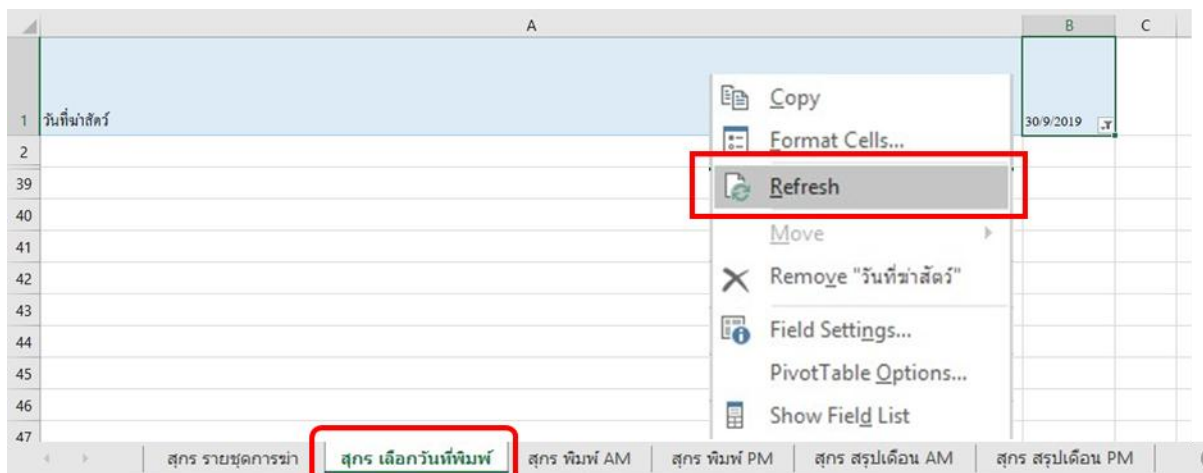 A B C
1 วันที่ฆ่าสัตว์ 30/9/2019
2
39
40
41
42
43
44
45
46
47
Copy
Format Cells...
Refresh
Move
Remove "วันที่ฆ่าสัตว์"
Field Settings...
PivotTable Options...
Show Field List
สุกร รายชุดการฆ่า สุกร เลือกวันที่พิมพ์ สุกร พิมพ์ AM สุกร พิมพ์ PM สุกร สรุปเดือน AM สุกร สรุปเดือน PM